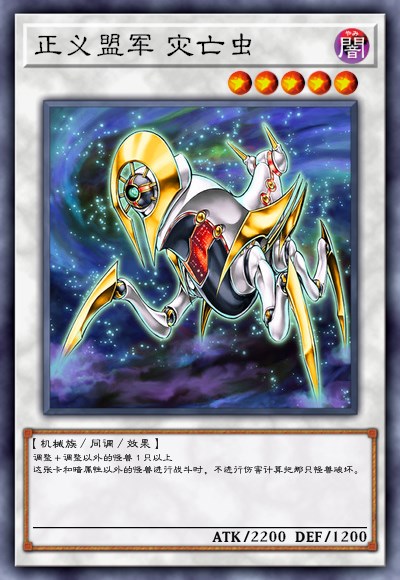 正义盟军 灾亡虫
闇
やみ
【机械族／同调／效果】
调整＋调整以外的怪兽1只以上
这张卡和暗属性以外的怪兽进行战斗时，不进行伤害计算把那只怪兽破坏。
ATK/2200 DEF/1200